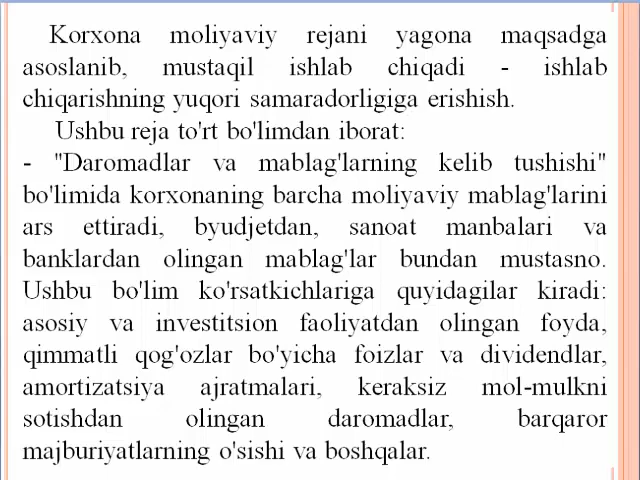 Korxona moliyaviy rejani yagona maqsadga
asoslanib, mustaqil ishlab chiqadi - ishlab
chiqarishning yuqori samaradorligiga erishish.
Ushbu reja to'rt bo'limdan iborat:
- "Daromadlar va mablag'larning kelib tushishi"
bo'limida korxonaning barcha moliyaviy mablag'larini
ars ettiradi, byudjetdan, sanoat manbalari va
banklardan olingan mablag'lar bundan mustasno.
Ushbu bo'lim ko'rsatkichlariga quyidagilar kiradi:
asosiy va investitsion faoliyatdan olingan foyda,
qimmatli qog'ozlar bo'yicha foizlar va dividendlar,
amortizatsiya ajratmalari, keraksiz mol-mulkni
sotishdan olingan daromadlar, barqaror
majburiyatlarning o'sishi va boshqalar.